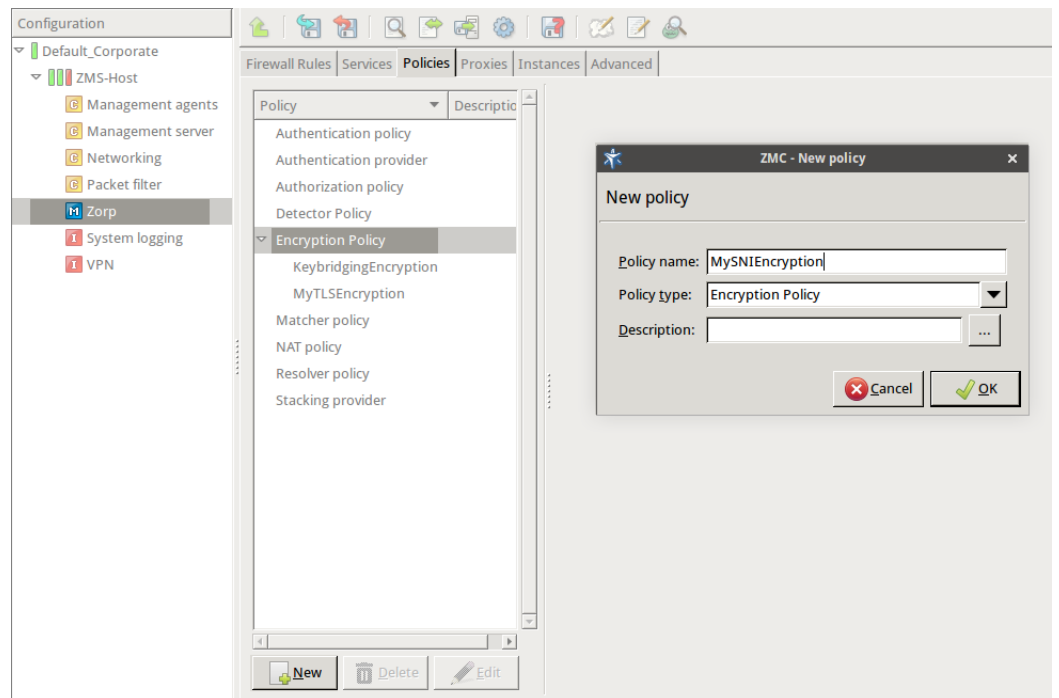 Configuration
Default_Corporate
ZMS-Host
Management agents
Management server
Networking
Packet filter
Zorp
System logging
VPN
Firewall Rules Services Policies Proxies Instances Advanced
Policy Descriptio
Authentication policy
Authentication provider
Authorization policy
Detector Policy
Encryption Policy
KeybridgingEncryption
MyTLSEncryption
Matcher policy
NAT policy
Resolver policy
Stacking provider
New Delete Edit
ZMC - New policy ×
New policy
Policy name: MySNIEncryption
Policy type: Encryption Policy
Description: ...
Cancel OK